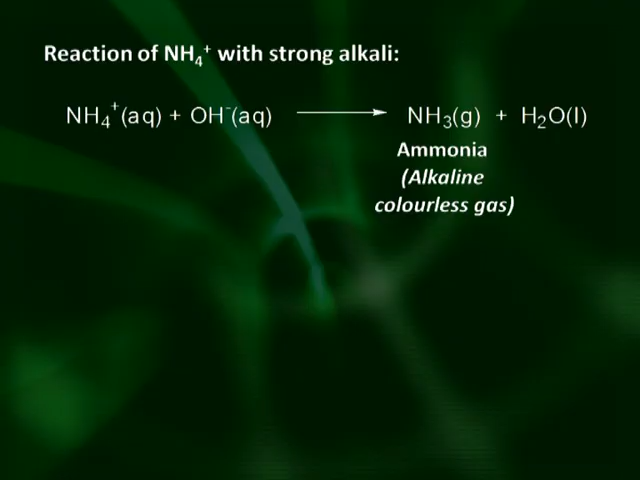 Reaction of NH₄⁺ with strong alkali:
NH₄⁺(aq) + OH⁻(aq) ⟶ NH₃(g) + H₂O(l)
Ammonia
(Alkaline
colourless gas)